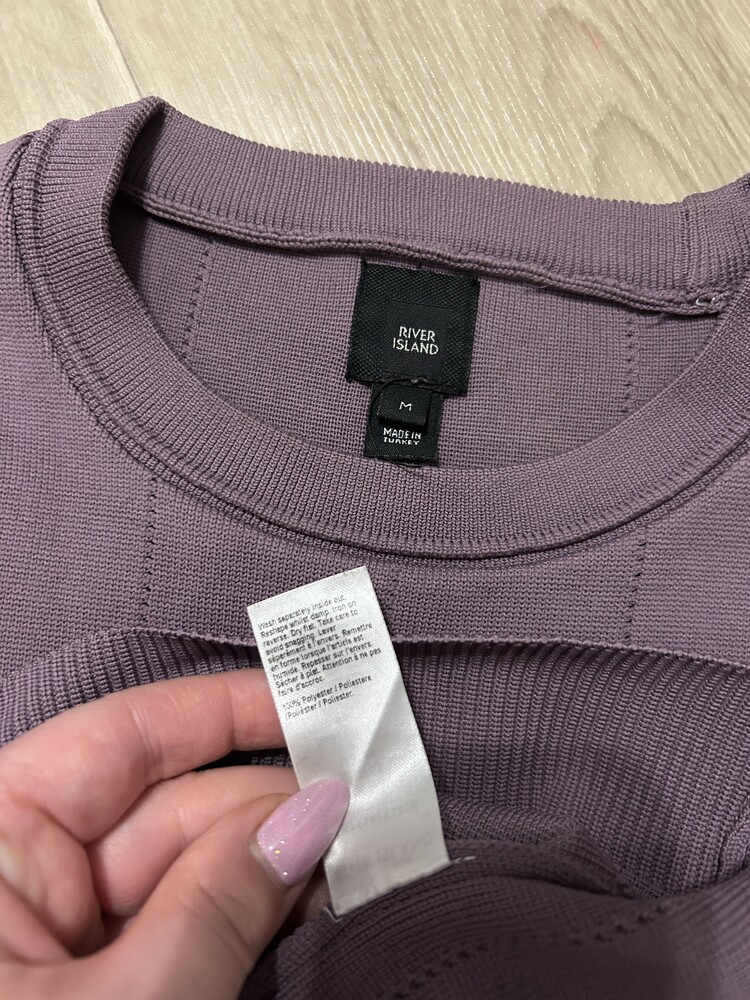 RIVER
ISLAND
M
MADE IN
TURKEY
Wash separately inside out.
Reshape whilst damp. Iron on
reverse. Dry flat. Take care to
avoid snagging. Laver
séparément à l'envers. Remettre
en forme lorsque l'article est
humide. Repasser sur l'envers.
Sécher à plat. Attention à ne pas
faire d'accroc.
100% Polyester / Poliestere
/Poliéster / Poliester.